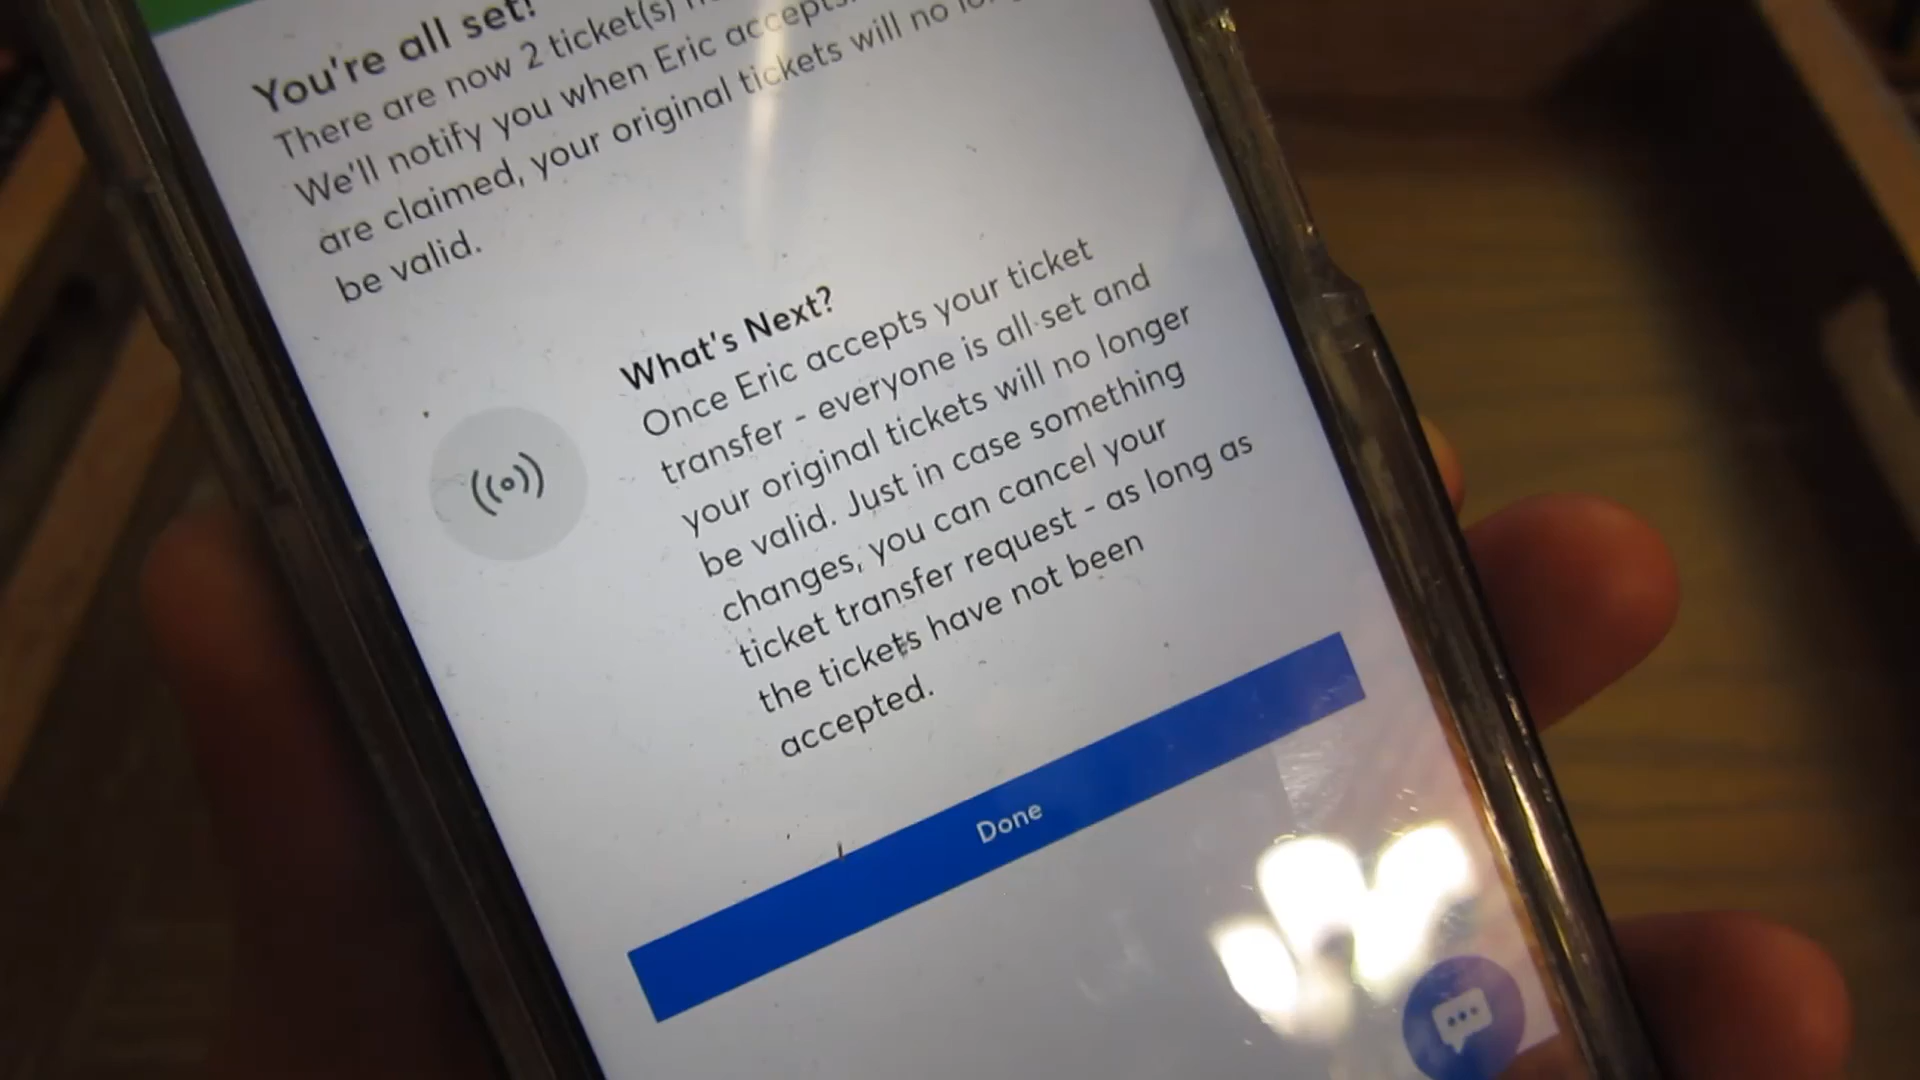 You're all set!
There are now 2 ticket(s)
We'll notify you when Eric accepts.
are claimed, your original tickets will no
be valid.
What's Next?
Once Eric accepts your ticket
transfer - everyone is all set and
your original tickets will no longer
be valid. Just in case something
changes, you can cancel your
ticket transfer request - as long as
the tickets have not been
accepted.
Done